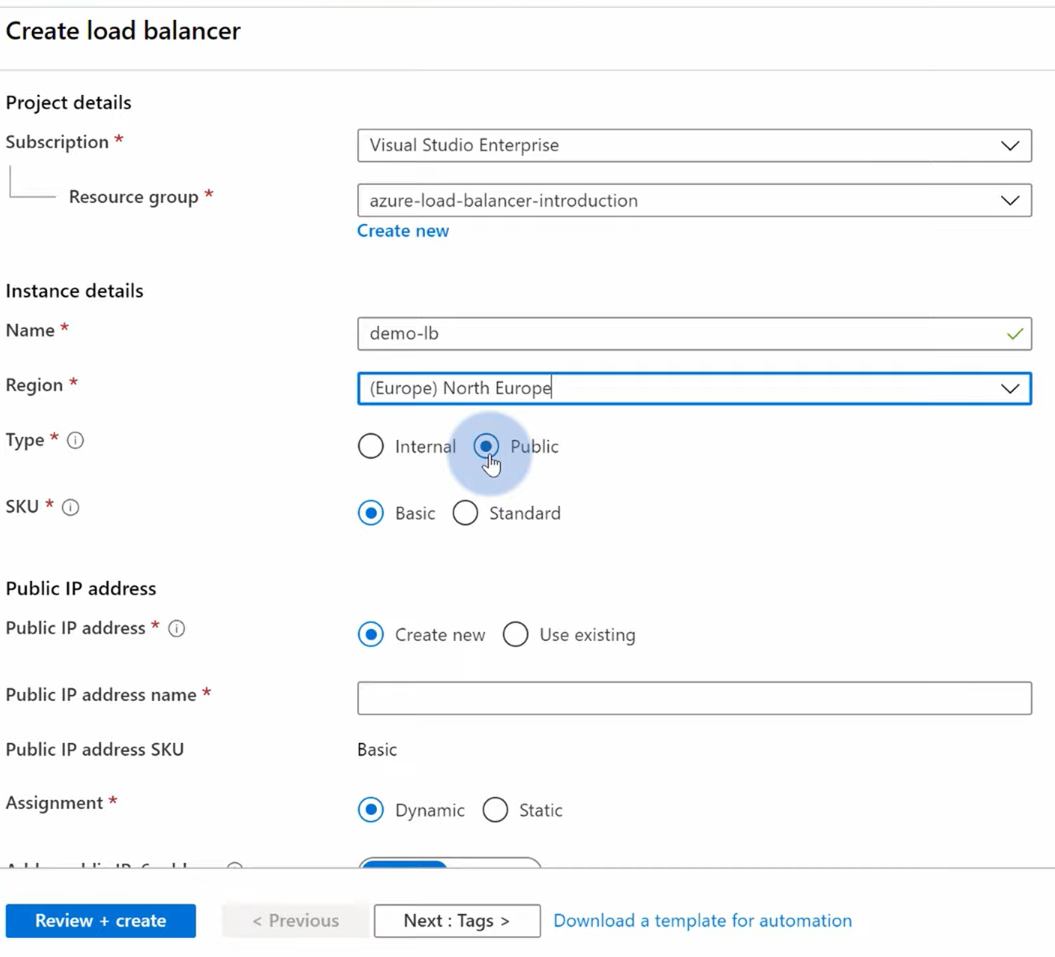 Create load balancer
Project details
Subscription *
Visual Studio Enterprise
Resource group *
azure-load-balancer-introduction
Create new
Instance details
Name *
demo-lb
Region *
(Europe) North Europe
Type *
Internal Public
SKU *
Basic Standard
Public IP address
Public IP address *
Create new Use existing
Public IP address name *
Public IP address SKU
Basic
Assignment *
Dynamic Static
Review + create < Previous Next : Tags > Download a template for automation